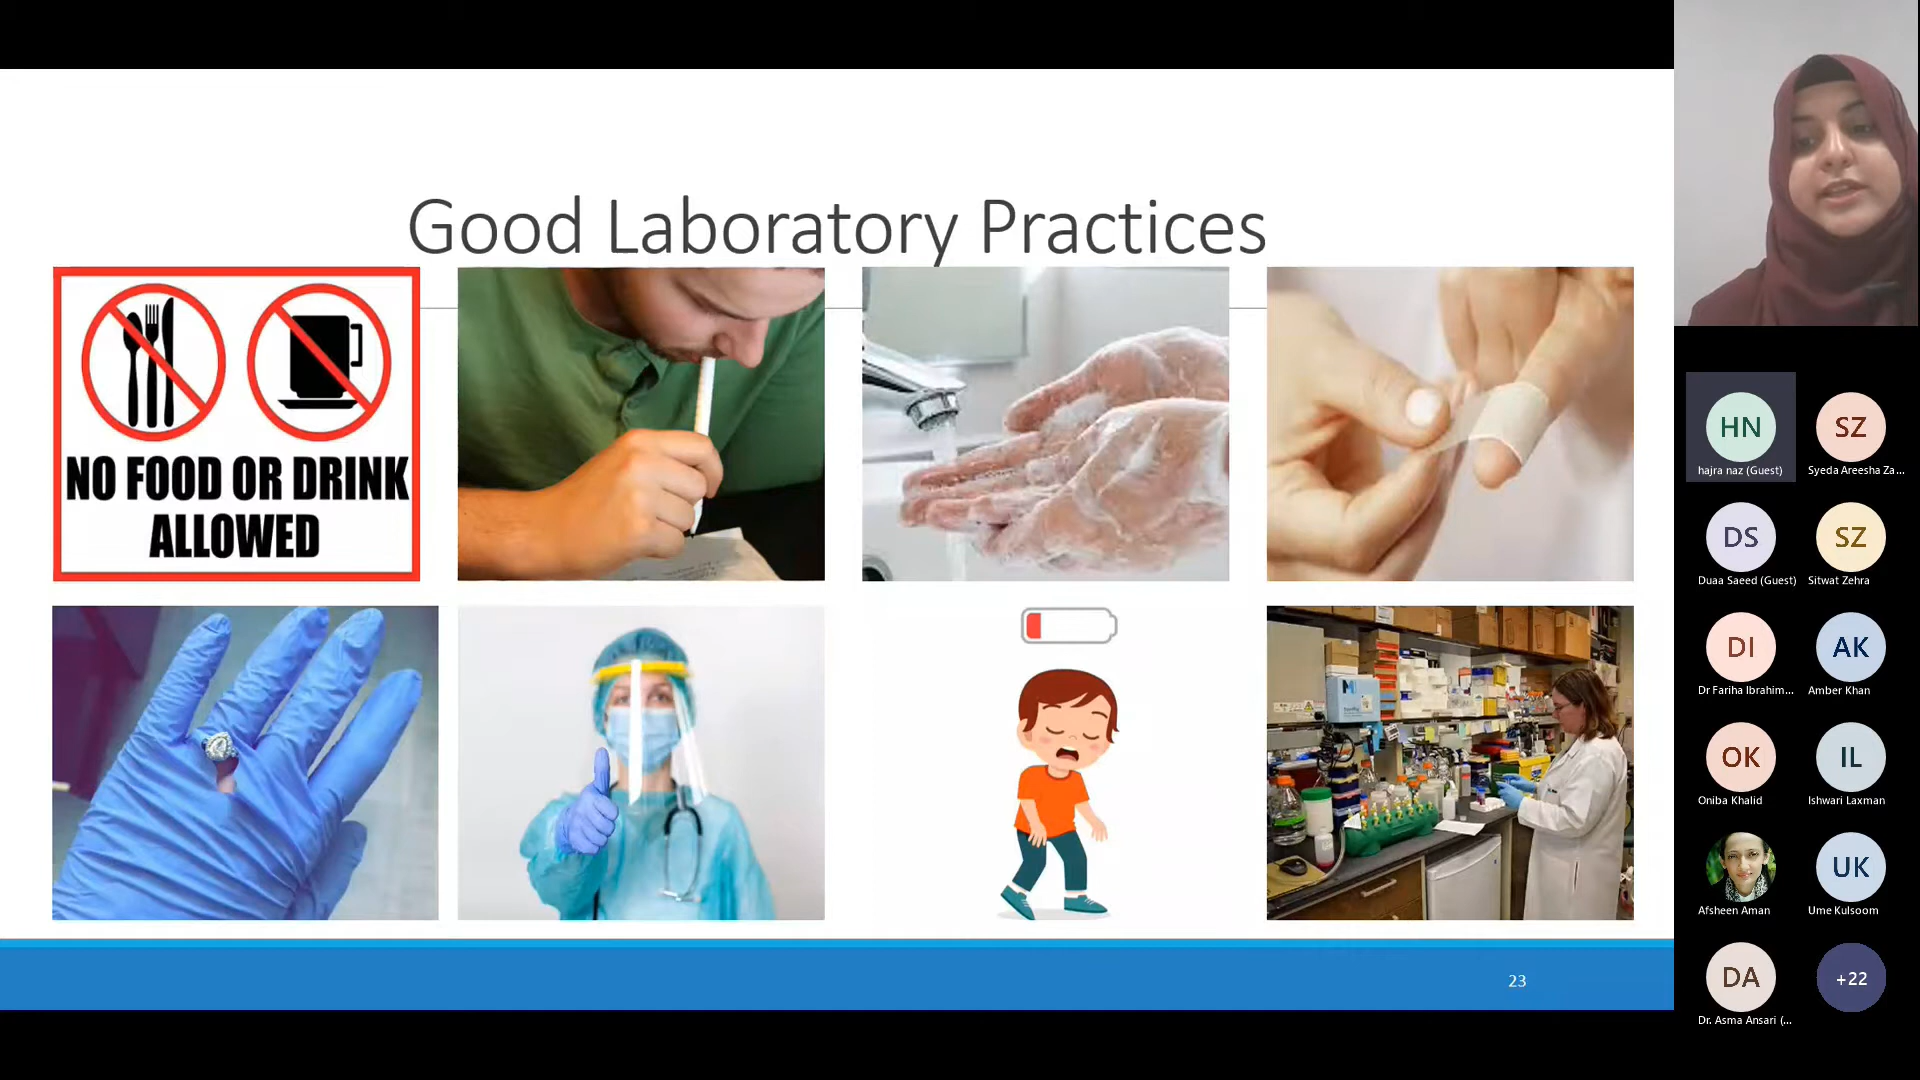 Good Laboratory Practices
NO FOOD OR DRINK
ALLOWED
23
HN
hajra naz (Guest)
SZ
Syeda Areesha Za...
DS
Duaa Saeed (Guest)
SZ
Sitwat Zehra
DI
Dr Fariha Ibrahim...
AK
Amber Khan
OK
Oniba Khalid
IL
Ishwari Laxman
Afsheen Aman
UK
Ume Kulsoom
DA
Dr. Asma Ansari (...
+22